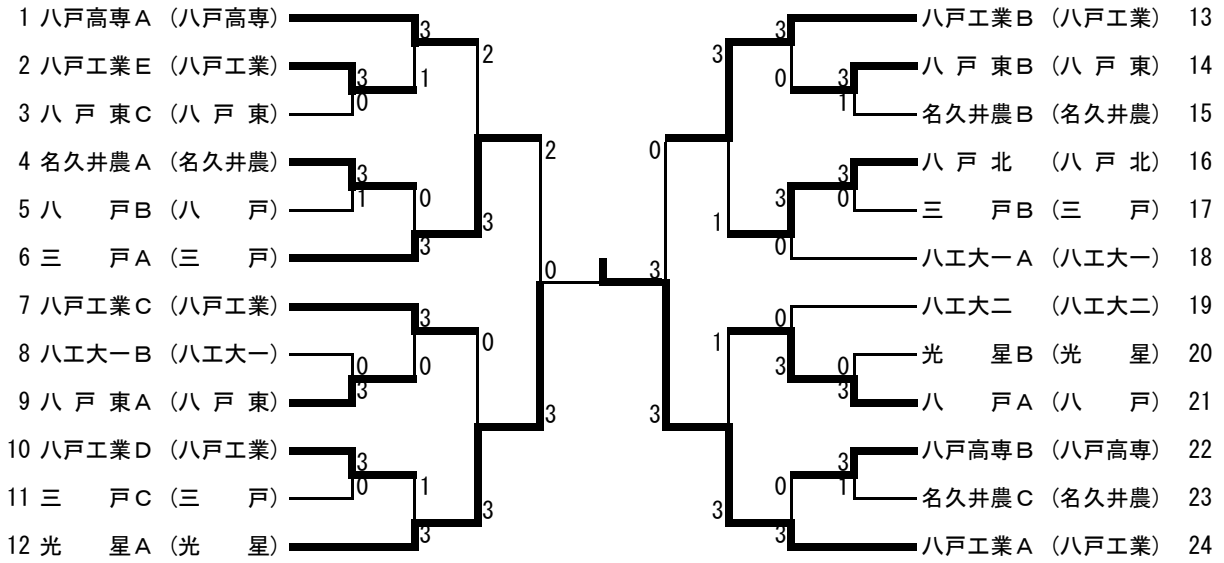 1 八戸高専A (八戸高専)
2 八戸工業E (八戸工業)
3 八戸東C (八戸東)
4 名久井農A (名久井農)
5 八戸B (八戸)
6 三戸A (三戸)
7 八戸工業C (八戸工業)
8 八工大一B (八工大一)
9 八戸東A (八戸東)
10 八戸工業D (八戸工業)
11 三戸C (三戸)
12 光星A (光星)
3
2
3
0
1
3
1
0
3
3
2
3
0
3
0
0
3
0
1
3
3
3
0
3
3
0
3
1
3
0
3
0
1
0
3
0
3
1
3
1
0
3
3
3
八戸工業B (八戸工業) 13
八戸東B (八戸東) 14
名久井農B (名久井農) 15
八戸北 (八戸北) 16
三戸B (三戸) 17
八工大一A (八工大一) 18
八工大二 (八工大二) 19
光星B (光星) 20
八戸A (八戸) 21
八戸高専B (八戸高専) 22
名久井農C (名久井農) 23
八戸工業A (八戸工業) 24